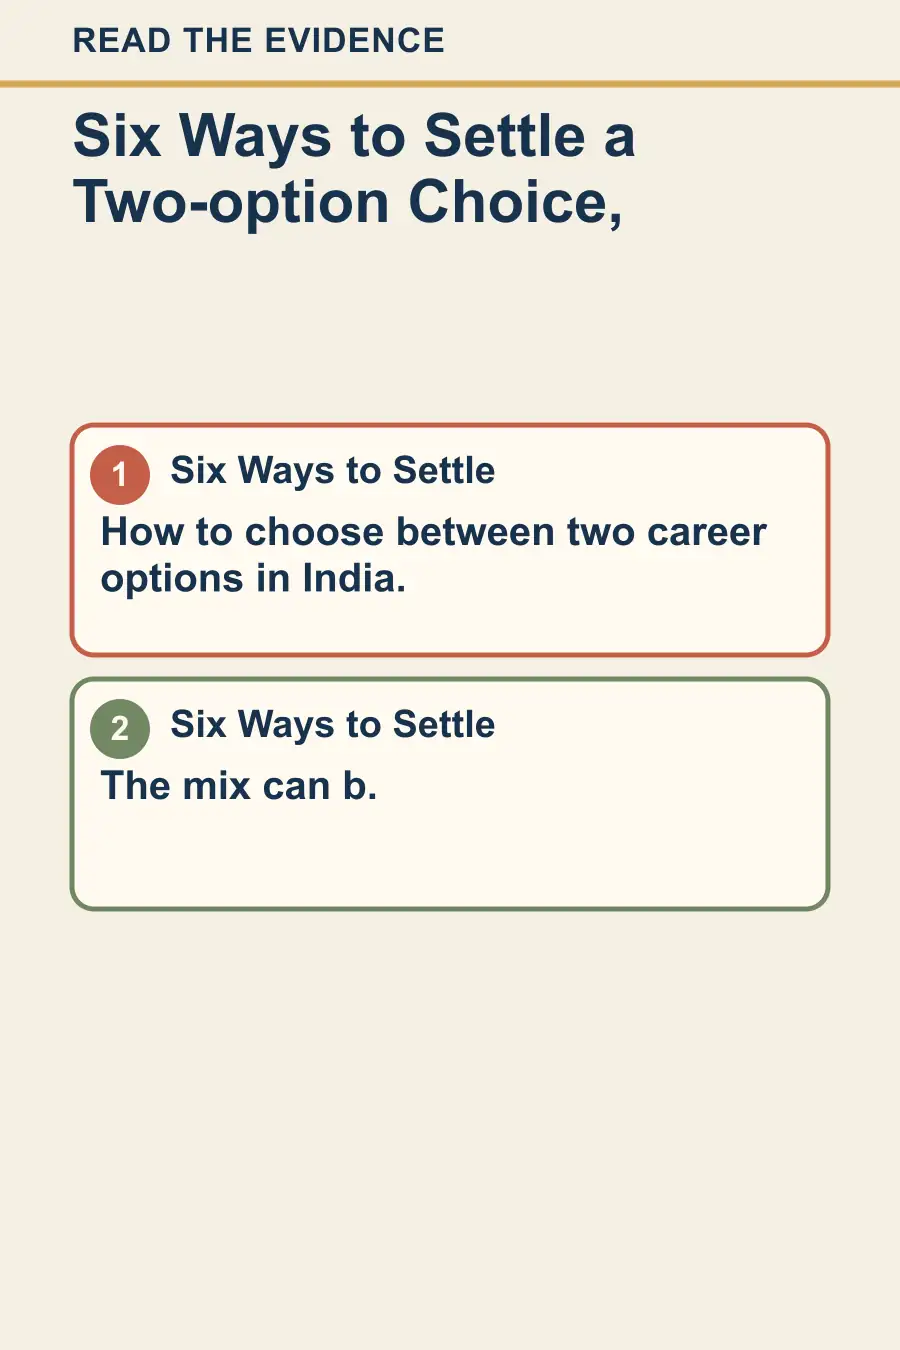 READ THE EVIDENCE
Six Ways to Settle a
Two-option Choice,
1
Six Ways to Settle
How to choose between two career
options in India.
2
Six Ways to Settle
The mix can b.